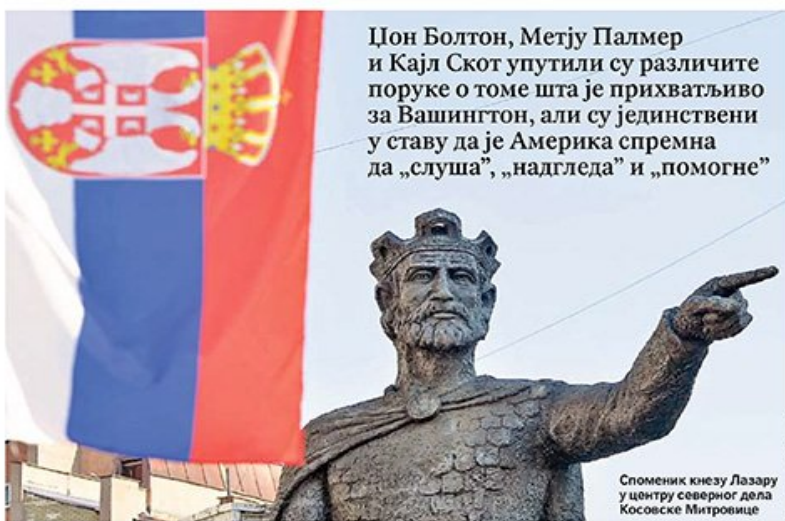 Џон Болтон, Метју Палмер
и Кајл Скот упутили су различите
поруке о томе шта је прихватљиво
за Вашингтон, али су јединствени
у ставу да је Америка спремна
да „слуша”, „надгледа” и „помогне”
Споменик кнезу Лазару
у центру северног дела
Косовске Митровице